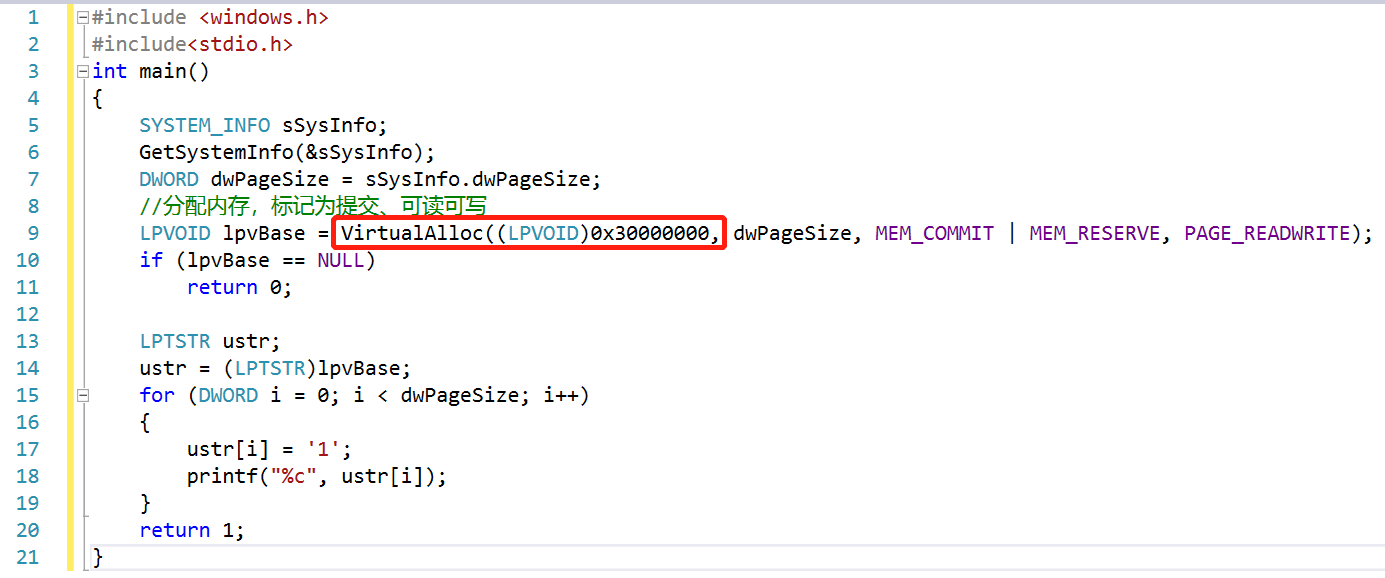 1 #include <windows.h>
2 #include<stdio.h>
3 int main()
4 {
5 SYSTEM_INFO sSysInfo;
6 GetSystemInfo(&sSysInfo);
7 DWORD dwPageSize = sSysInfo.dwPageSize;
8 //分配内存，标记为提交、可读可写
9 LPVOID lpvBase = VirtualAlloc((LPVOID)0x30000000, dwPageSize, MEM_COMMIT | MEM_RESERVE, PAGE_READWRITE);
10 if (lpvBase == NULL)
11 return 0;
12
13 LPTSTR ustr;
14 ustr = (LPTSTR)lpvBase;
15 for (DWORD i = 0; i < dwPageSize; i++)
16 {
17 ustr[i] = '1';
18 printf("%c", ustr[i]);
19 }
20 return 1;
21 }